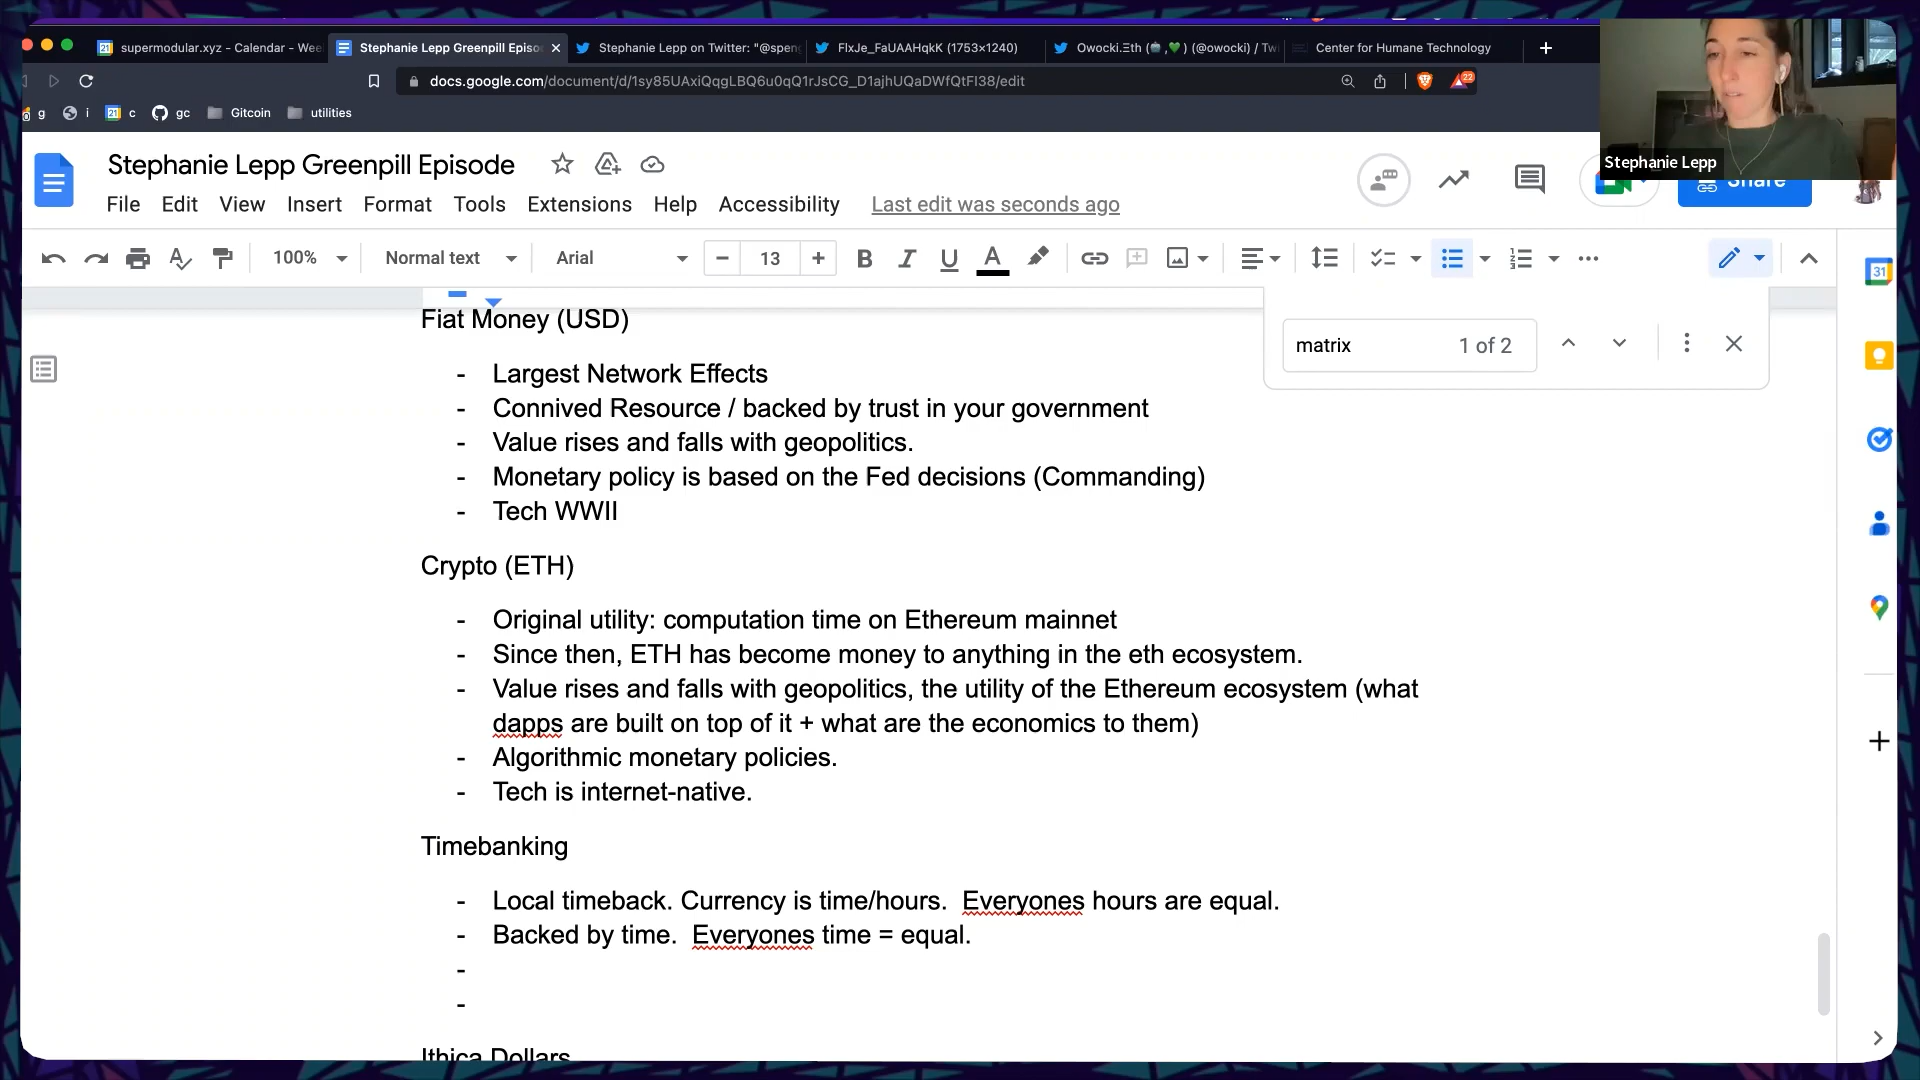 supermodular.xyz - Calendar - Wee
Stephanie Lepp Greenpill Episo
Stephanie Lepp on Twitter: "@spen
FlxJe_FaUAAHqkK (1753×1240)
Owocki.Ξth (🍵,💚) (@owocki) / Tw
Center for Humane Technology
docs.google.com/document/d/1sy85UAxiQqgLBQ6u0qQ1rJsCG_D1ajhUQaDWfQtFI38/edit
22
g
i
21
c
gc
Gitcoin
utilities
Stephanie Lepp
Stephanie Lepp Greenpill Episode
Share
File Edit View Insert Format Tools Extensions Help Accessibility Last edit was seconds ago
100% Normal text Arial 13 B I U A
31
Fiat Money (USD)
matrix 1 of 2
- Largest Network Effects
- Connived Resource / backed by trust in your government
- Value rises and falls with geopolitics.
- Monetary policy is based on the Fed decisions (Commanding)
- Tech WWII
Crypto (ETH)
- Original utility: computation time on Ethereum mainnet
- Since then, ETH has become money to anything in the eth ecosystem.
- Value rises and falls with geopolitics, the utility of the Ethereum ecosystem (what
dapps are built on top of it + what are the economics to them)
- Algorithmic monetary policies.
- Tech is internet-native.
Timebanking
- Local timeback. Currency is time/hours.  Everyones hours are equal.
- Backed by time.  Everyones time = equal.
-
-
Ithica Dollars